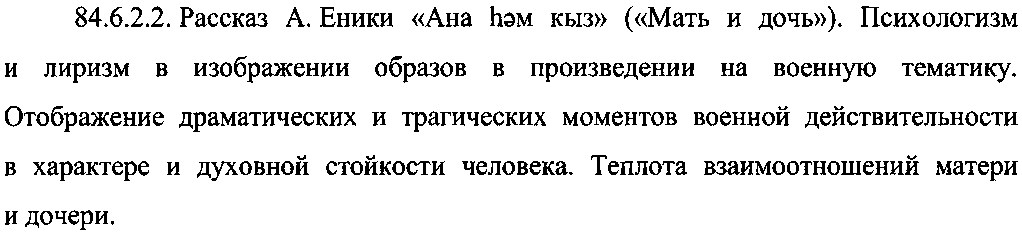 84.6.2.2. Рассказ А. Еники «Ана һәм кыз» («Мать и дочь»). Психологизм
и лиризм в изображении образов в произведении на военную тематику.
Отображение драматических и трагических моментов военной действительности
в характере и духовной стойкости человека. Теплота взаимоотношений матери
и дочери.